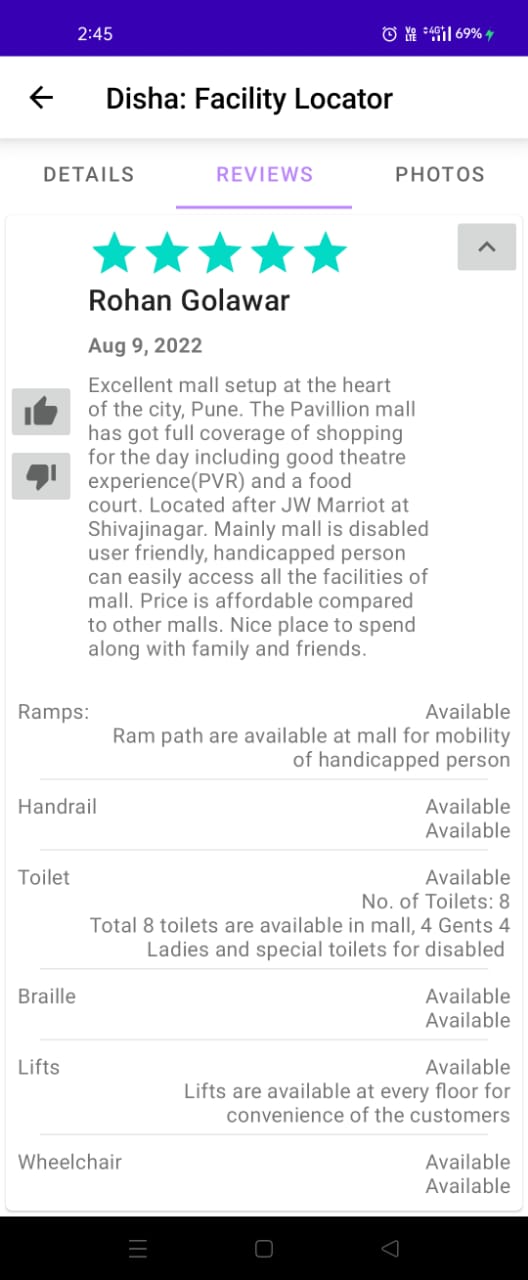 2:45
Vo LTE 4G+ 69%
Disha: Facility Locator
DETAILS REVIEWS PHOTOS
Rohan Golawar
Aug 9, 2022
Excellent mall setup at the heart
of the city, Pune. The Pavillion mall
has got full coverage of shopping
for the day including good theatre
experience(PVR) and a food
court. Located after JW Marriot at
Shivajinagar. Mainly mall is disabled
user friendly, handicapped person
can easily access all the facilities of
mall. Price is affordable compared
to other malls. Nice place to spend
along with family and friends.
Ramps: Available
Ram path are available at mall for mobility
of handicapped person
Handrail Available
Available
Toilet Available
No. of Toilets: 8
Total 8 toilets are available in mall, 4 Gents 4
Ladies and special toilets for disabled
Braille Available
Available
Lifts Available
Lifts are available at every floor for
convenience of the customers
Wheelchair Available
Available